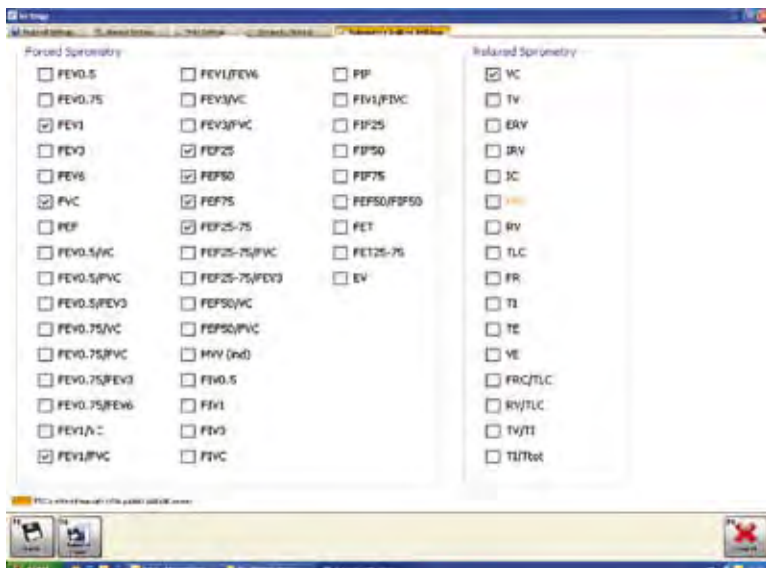 Settings
Forced Spirometry
FEV0.5
FEV0.75
FEV1
FEV3
FEV6
FVC
PEF
FEV0.5/VC
FEV0.5/FVC
FEV0.5/FEV3
FEV0.75/VC
FEV0.75/FVC
FEV0.75/FEV3
FEV0.75/FEV6
FEV1/VC
FEV1/FVC
FEV1/FEV6
FEV3/VC
FEV3/FVC
FEF25
FEF50
FEF75
FEF25-75
FEF25-75/FVC
FEF25-75/FEV3
FEF50/VC
FEF50/FVC
MVV (ind)
FIV0.5
FIV1
FIV3
FIVC
PIF
FIV1/FIVC
FIF25
FIF50
FIF75
FEF50/FIF50
FET
FET25-75
EV
Relaxed Spirometry
VC
TV
ERV
IRV
IC
RV
TLC
FR
TI
TE
VE
FRC/TLC
RV/TLC
TV/TI
TI/Ttot